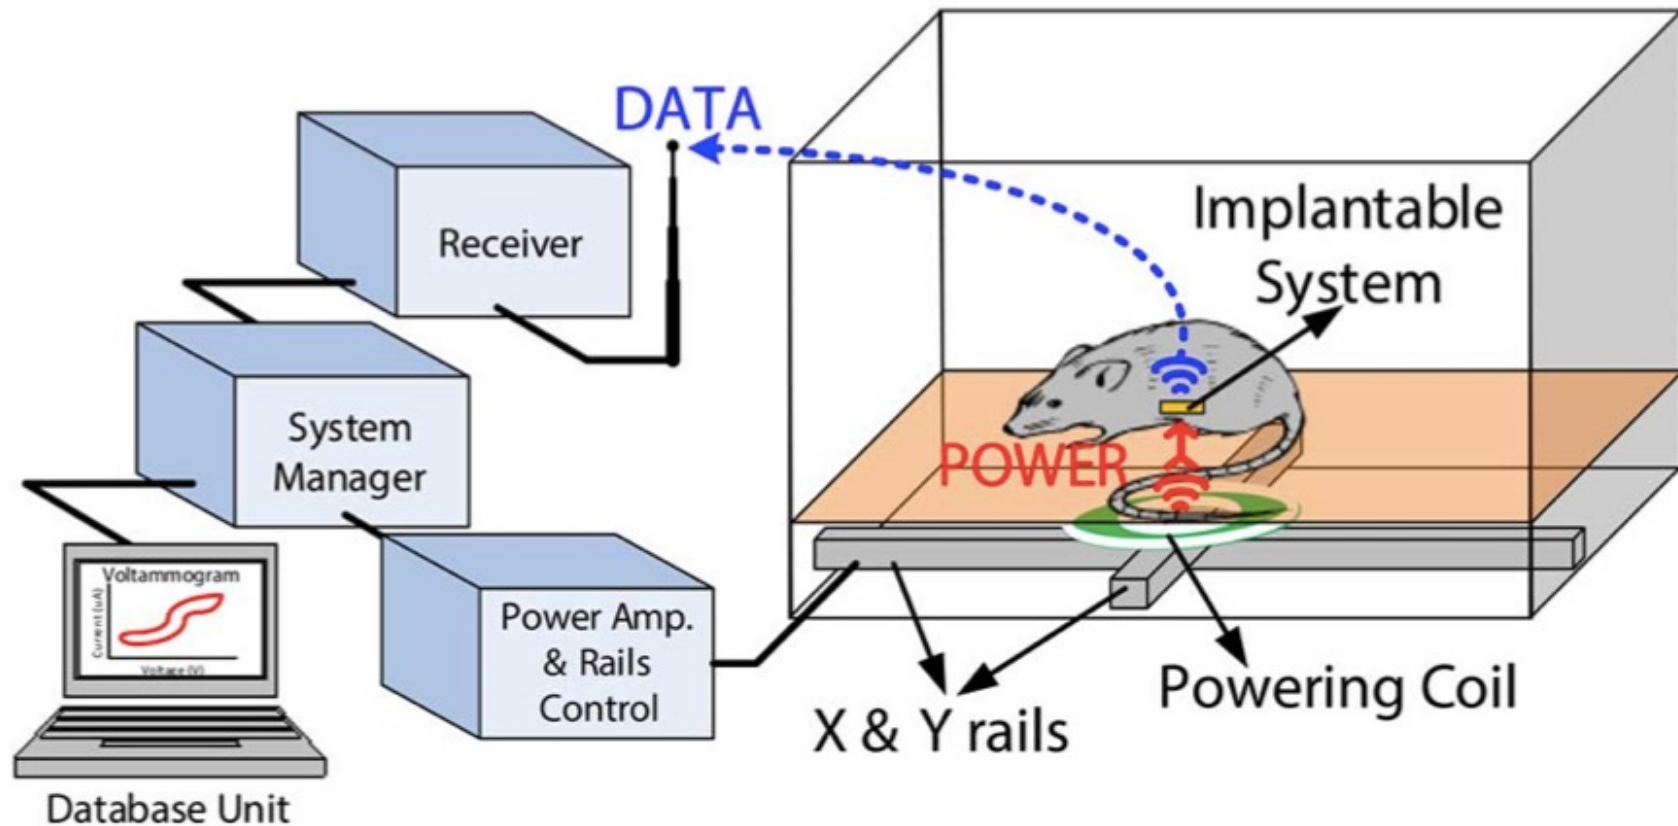 DATA
Receiver
Implantable
System
System
Manager
POWER
Voltammogram
Current (uA)
Voltage (V)
Power Amp.
& Rails
Control
X & Y rails
Powering Coil
Database Unit